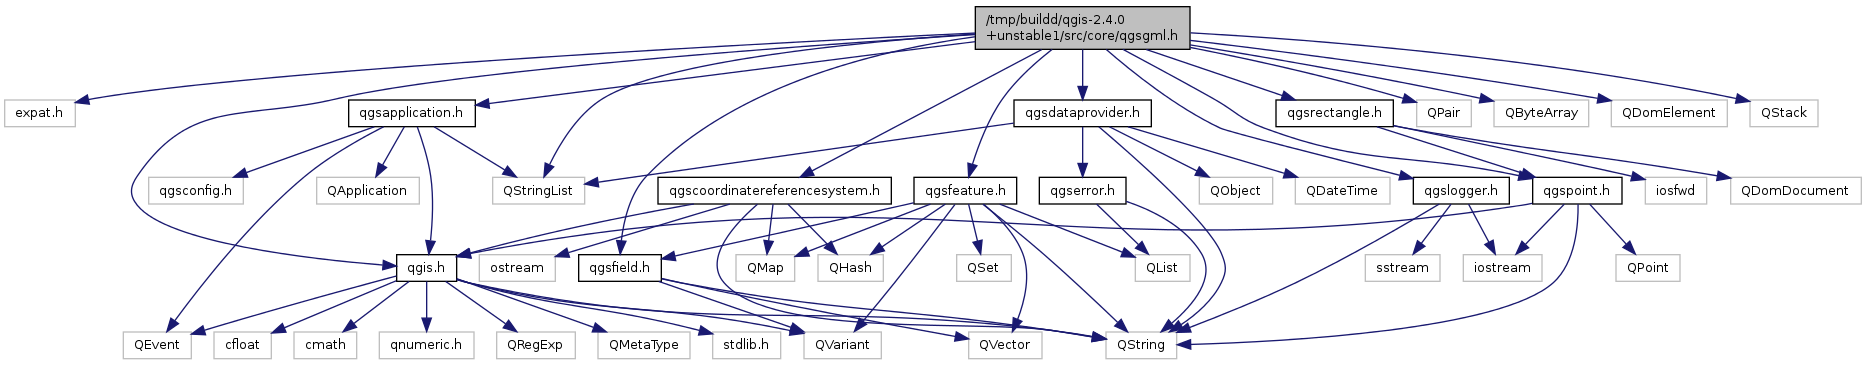 /tmp/buildd/qgis-2.4.0
+unstable1/src/core/qgsgml.h
expat.h
qgsapplication.h
qgsdataprovider.h
qgsrectangle.h
QPair
QByteArray
QDomElement
QStack
qgsconfig.h
QApplication
QStringList
qgscoordinatereferencesystem.h
qgsfeature.h
qgserror.h
QObject
QDateTime
qgslogger.h
qgspoint.h
iosfwd
QDomDocument
qgis.h
ostream
qgsfield.h
QMap
QHash
QSet
QList
sstream
iostream
QPoint
QEvent
cfloat
cmath
qnumeric.h
QRegExp
QMetaType
stdlib.h
QVariant
QVector
QString